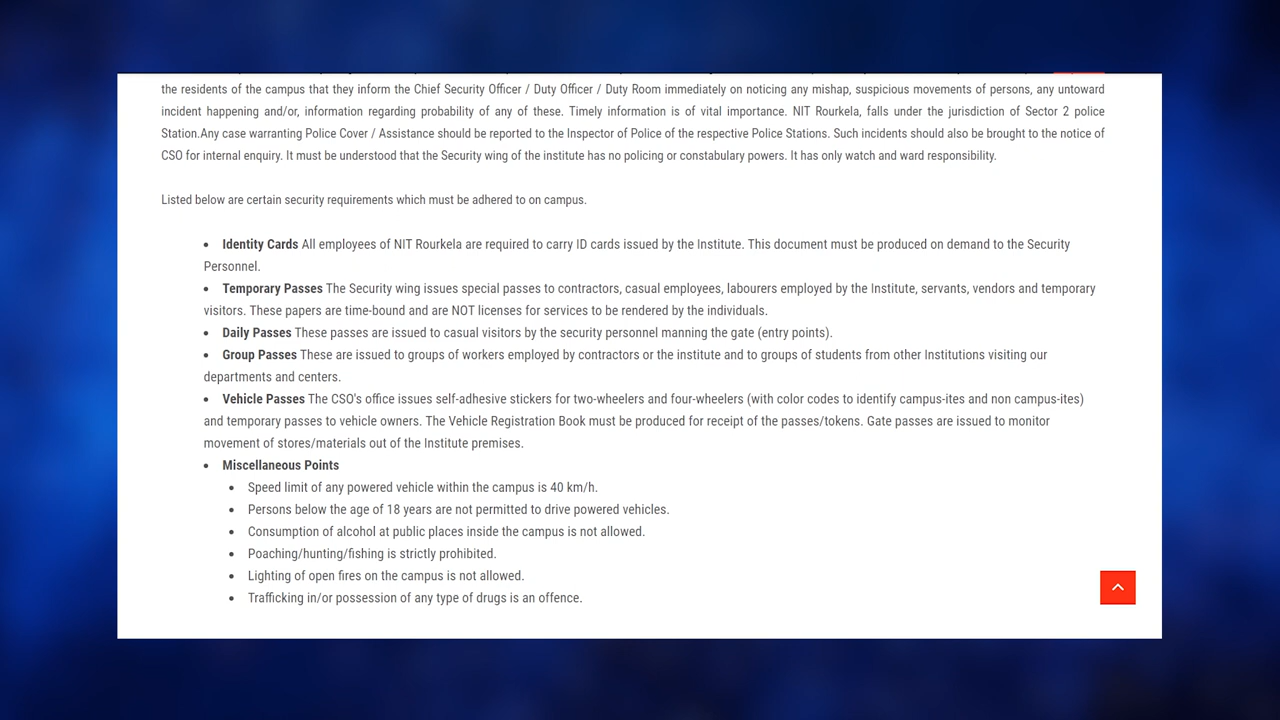 the residents of the campus that they inform the Chief Security Officer / Duty Officer / Duty Room immediately on noticing any mishap, suspicious movements of persons, any untoward
incident happening and/or, information regarding probability of any of these. Timely information is of vital importance. NIT Rourkela, falls under the jurisdiction of Sector 2 police
Station.Any case warranting Police Cover / Assistance should be reported to the Inspector of Police of the respective Police Stations. Such incidents should also be brought to the notice of
CSO for internal enquiry. It must be understood that the Security wing of the institute has no policing or constabulary powers. It has only watch and ward responsibility.
Listed below are certain security requirements which must be adhered to on campus.
• Identity Cards All employees of NIT Rourkela are required to carry ID cards issued by the Institute. This document must be produced on demand to the Security
Personnel.
• Temporary Passes The Security wing issues special passes to contractors, casual employees, labourers employed by the Institute, servants, vendors and temporary
visitors. These papers are time-bound and are NOT licenses for services to be rendered by the individuals.
• Daily Passes These passes are issued to casual visitors by the security personnel manning the gate (entry points).
• Group Passes These are issued to groups of workers employed by contractors or the institute and to groups of students from other Institutions visiting our
departments and centers.
• Vehicle Passes The CSO's office issues self-adhesive stickers for two-wheelers and four-wheelers (with color codes to identify campus-ites and non campus-ites)
and temporary passes to vehicle owners. The Vehicle Registration Book must be produced for receipt of the passes/tokens. Gate passes are issued to monitor
movement of stores/materials out of the Institute premises.
• Miscellaneous Points
• Speed limit of any powered vehicle within the campus is 40 km/h.
• Persons below the age of 18 years are not permitted to drive powered vehicles.
• Consumption of alcohol at public places inside the campus is not allowed.
• Poaching/hunting/fishing is strictly prohibited.
• Lighting of open fires on the campus is not allowed.
• Trafficking in/or possession of any type of drugs is an offence.